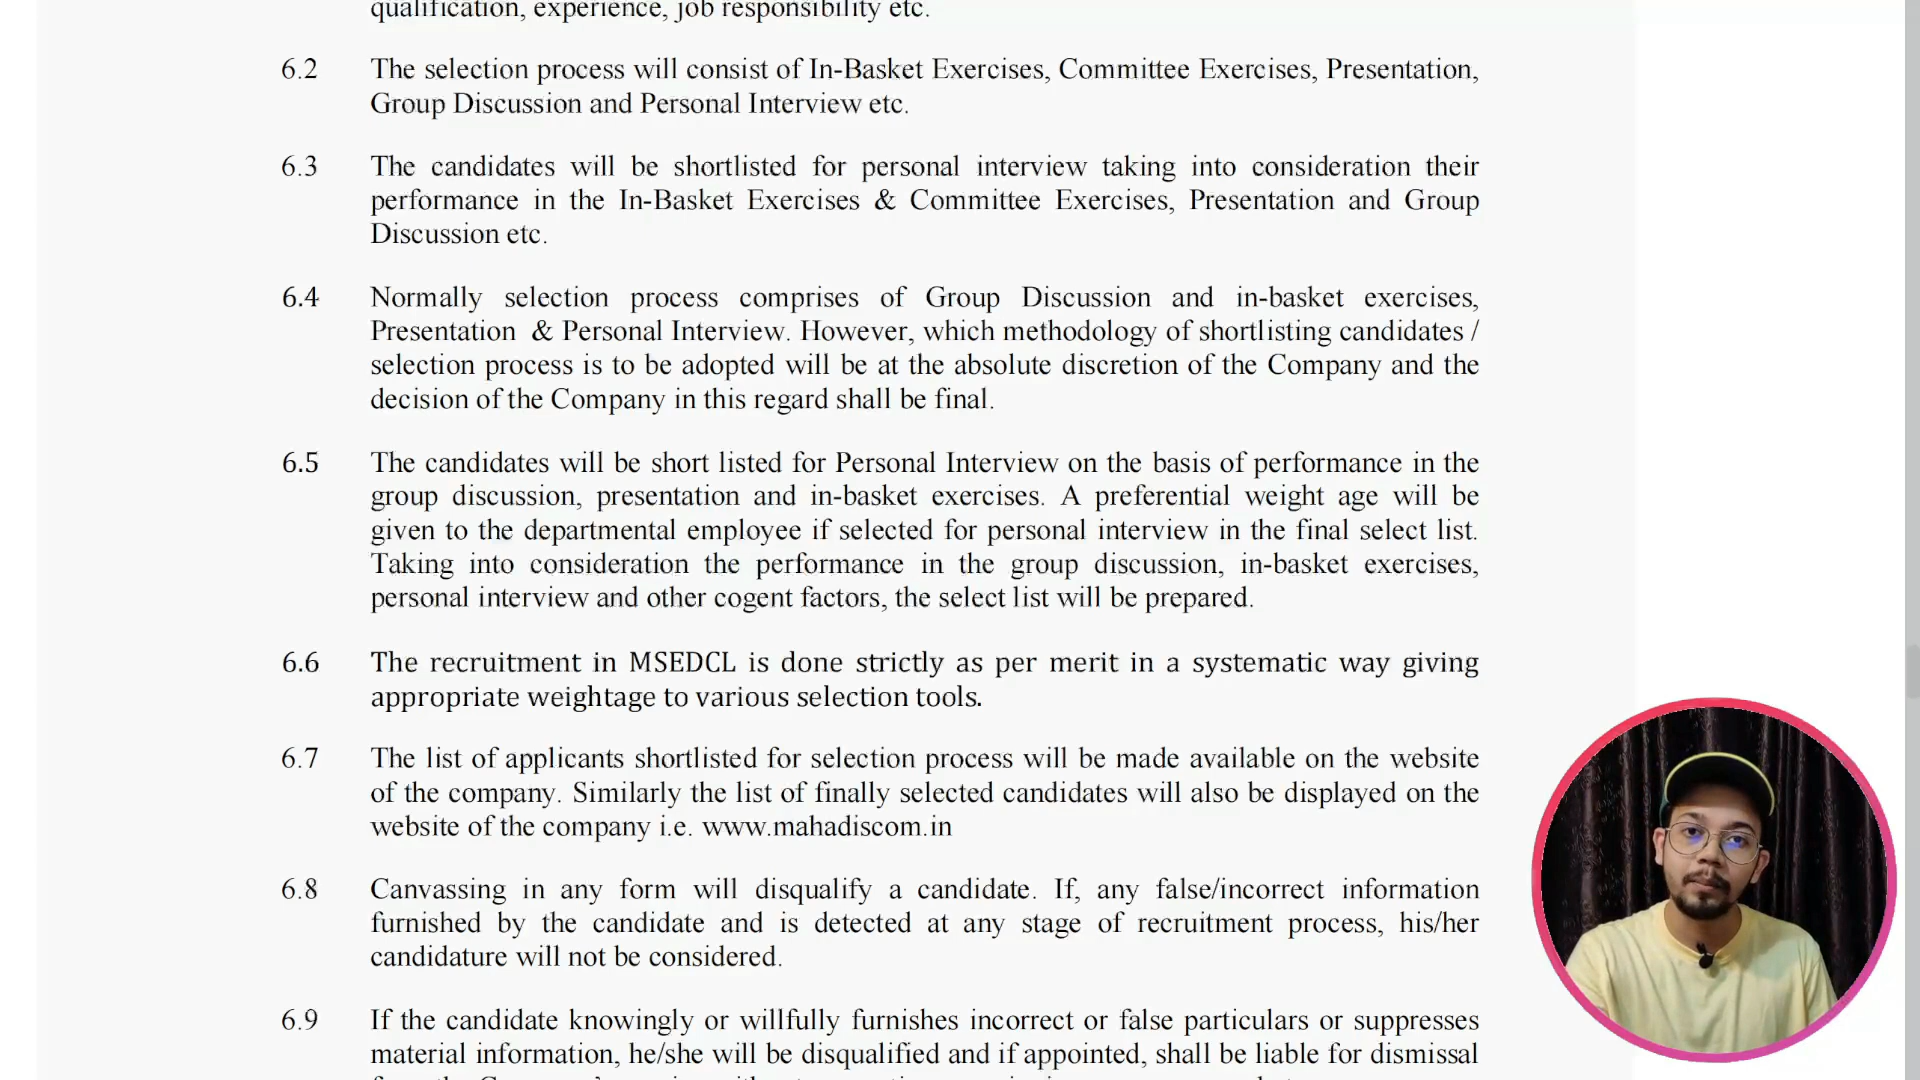 qualification, experience, job responsibility etc.
6.2 The selection process will consist of In-Basket Exercises, Committee Exercises, Presentation,
Group Discussion and Personal Interview etc.
6.3 The candidates will be shortlisted for personal interview taking into consideration their
performance in the In-Basket Exercises & Committee Exercises, Presentation and Group
Discussion etc.
6.4 Normally selection process comprises of Group Discussion and in-basket exercises,
Presentation & Personal Interview. However, which methodology of shortlisting candidates /
selection process is to be adopted will be at the absolute discretion of the Company and the
decision of the Company in this regard shall be final.
6.5 The candidates will be short listed for Personal Interview on the basis of performance in the
group discussion, presentation and in-basket exercises. A preferential weight age will be
given to the departmental employee if selected for personal interview in the final select list.
Taking into consideration the performance in the group discussion, in-basket exercises,
personal interview and other cogent factors, the select list will be prepared.
6.6 The recruitment in MSEDCL is done strictly as per merit in a systematic way giving
appropriate weightage to various selection tools.
6.7 The list of applicants shortlisted for selection process will be made available on the website
of the company. Similarly the list of finally selected candidates will also be displayed on the
website of the company i.e. www.mahadiscom.in
6.8 Canvassing in any form will disqualify a candidate. If, any false/incorrect information
furnished by the candidate and is detected at any stage of recruitment process, his/her
candidature will not be considered.
6.9 If the candidate knowingly or willfully furnishes incorrect or false particulars or suppresses
material information, he/she will be disqualified and if appointed, shall be liable for dismissal